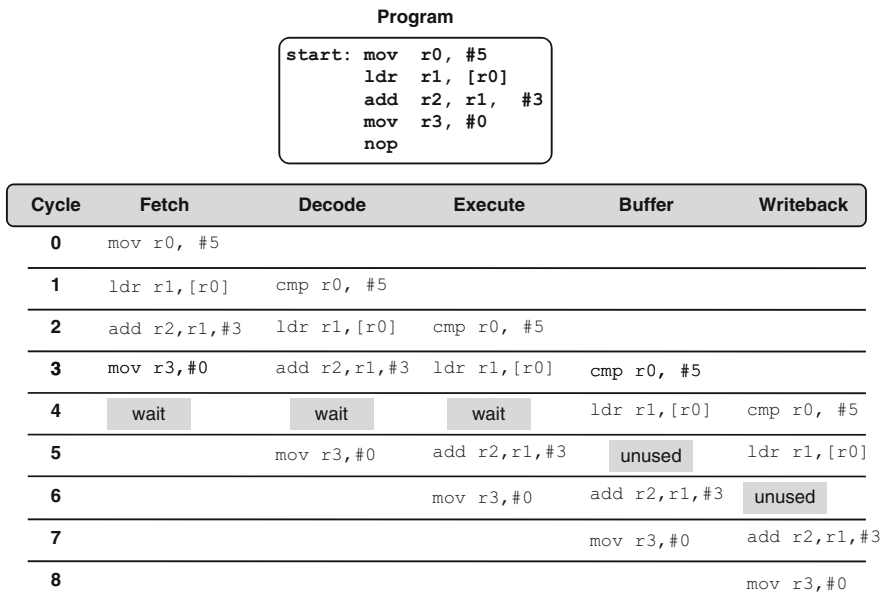 Program
start: mov r0, #5
ldr r1, [r0]
add r2, r1, #3
mov r3, #0
nop
Cycle Fetch Decode Execute Buffer Writeback
0 mov r0, #5
1 ldr r1,[r0] cmp r0, #5
2 add r2,r1,#3 ldr r1,[r0] cmp r0, #5
3 mov r3,#0 add r2,r1,#3 ldr r1,[r0] cmp r0, #5
4 wait wait wait ldr r1,[r0] cmp r0, #5
5 mov r3,#0 add r2,r1,#3 unused ldr r1,[r0]
6 mov r3,#0 add r2,r1,#3 unused
7 mov r3,#0 add r2,r1,#3
8 mov r3,#0